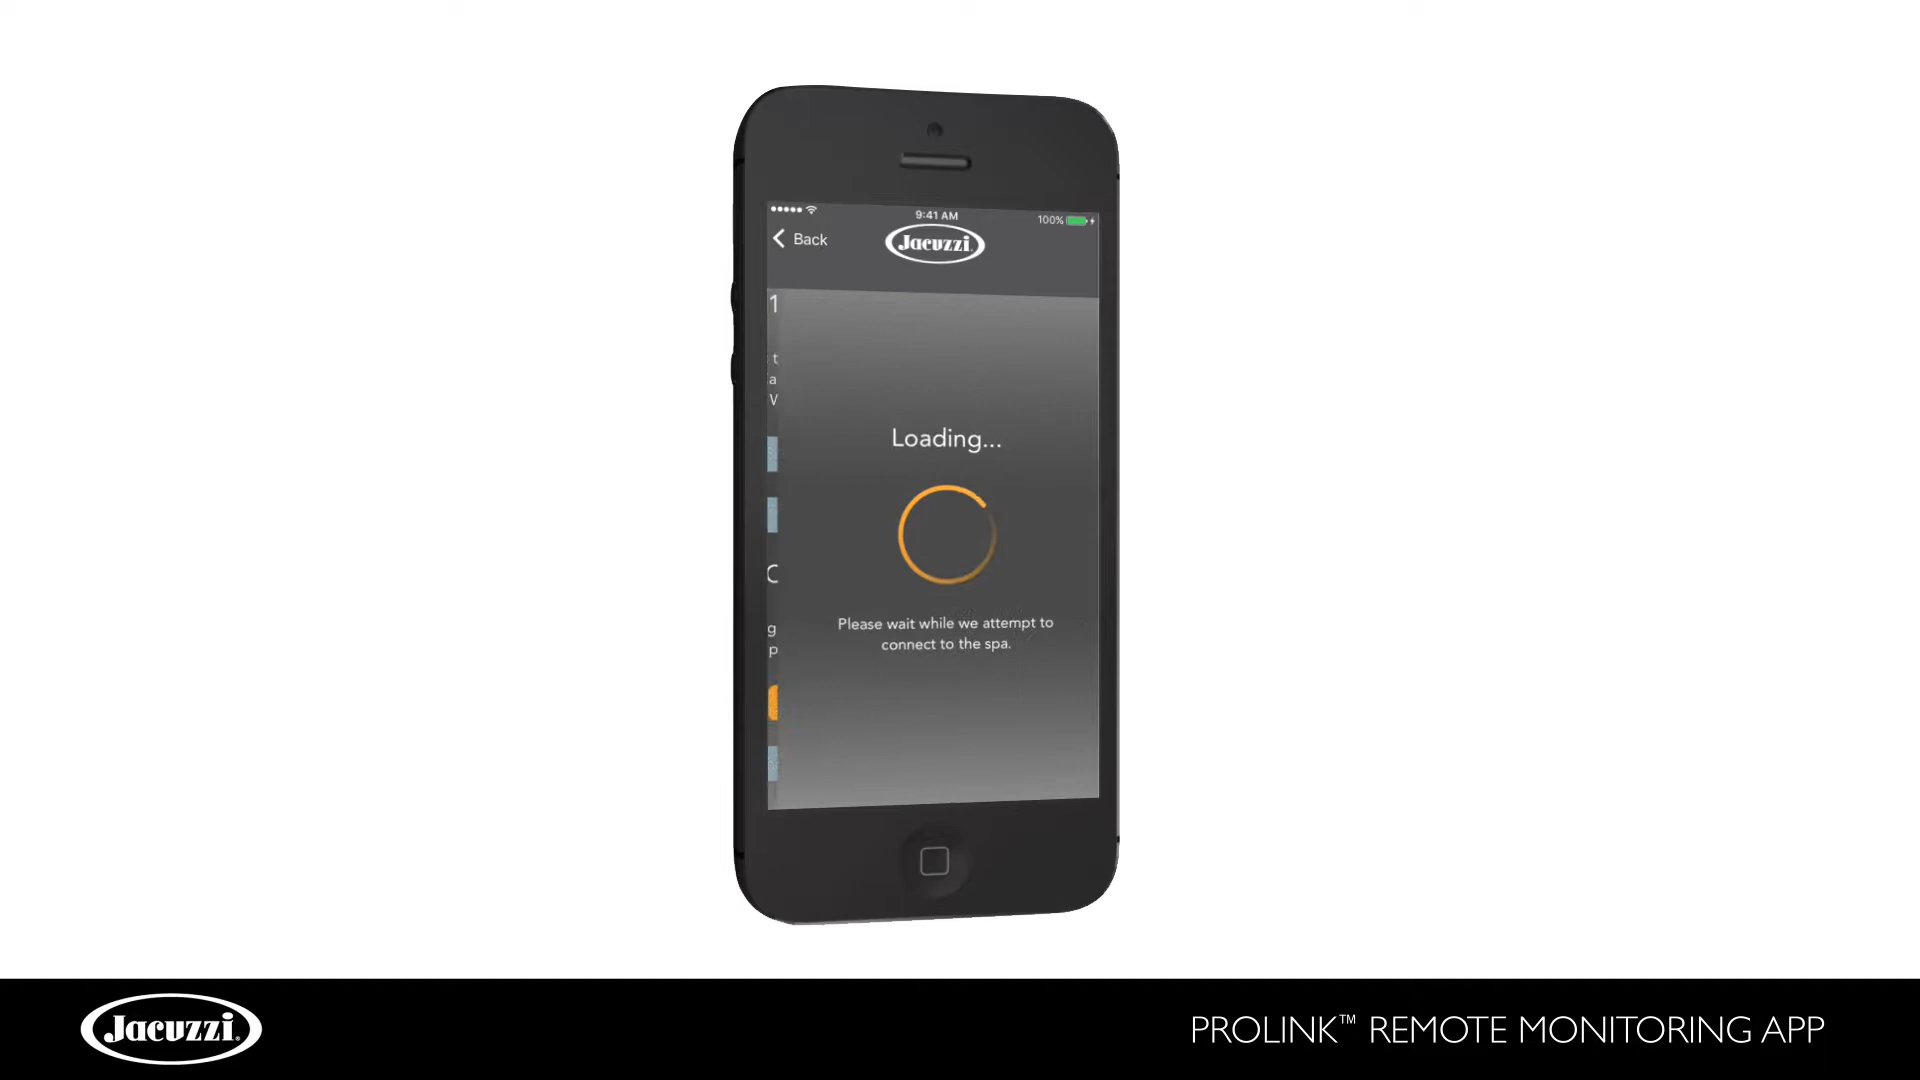 9:41 AM
100%
Back
Jacuzzi
1
t
a
W
Loading...
C
Please wait while we attempt to
g
connect to the spa.
p
Jacuzzi®
PROLINK™ REMOTE MONITORING APP